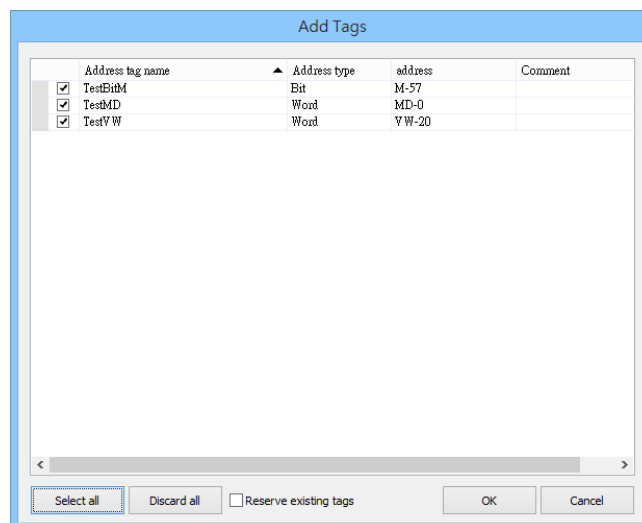 Add Tags
Address tag name Address type address Comment
TestBitM Bit M-57
TestMD Word MD-0
TestVW Word VW-20
Select all Discard all Reserve existing tags OK Cancel